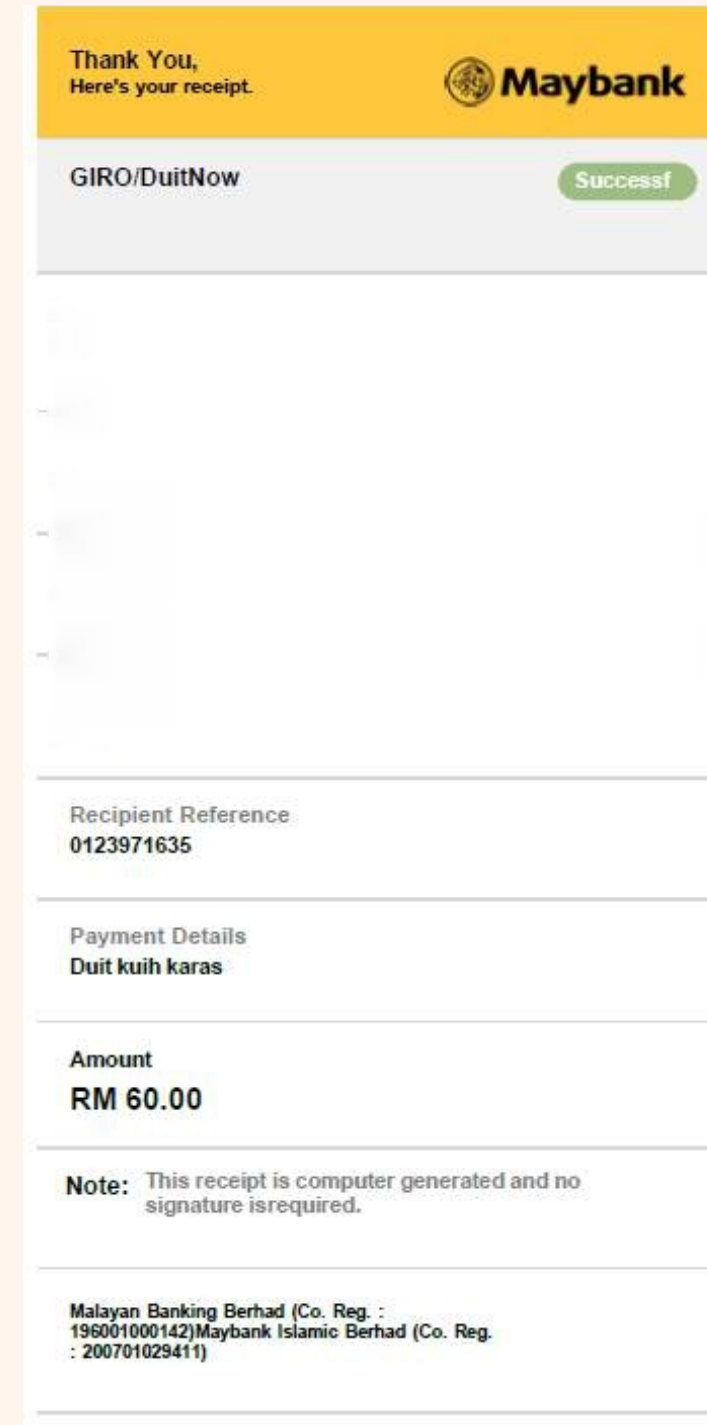 Thank You,
Here's your receipt.
Maybank
GIRO/DuitNow
Successf
Recipient Reference
0123971635
Payment Details
Duit kuih karas
Amount
RM 60.00
Note: This receipt is computer generated and no
signature isrequired.
Malayan Banking Berhad (Co. Reg. :
196001000142)Maybank Islamic Berhad (Co. Reg.
: 200701029411)